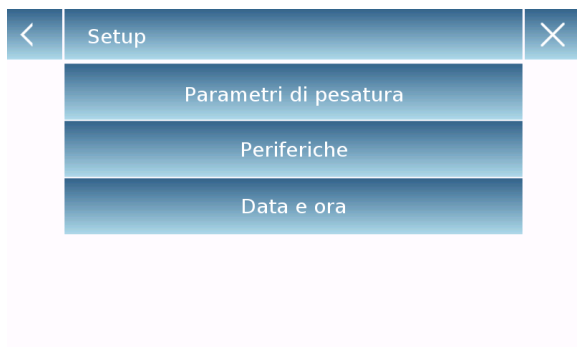 Setup
Parametri di pesatura
Periferiche
Data e ora